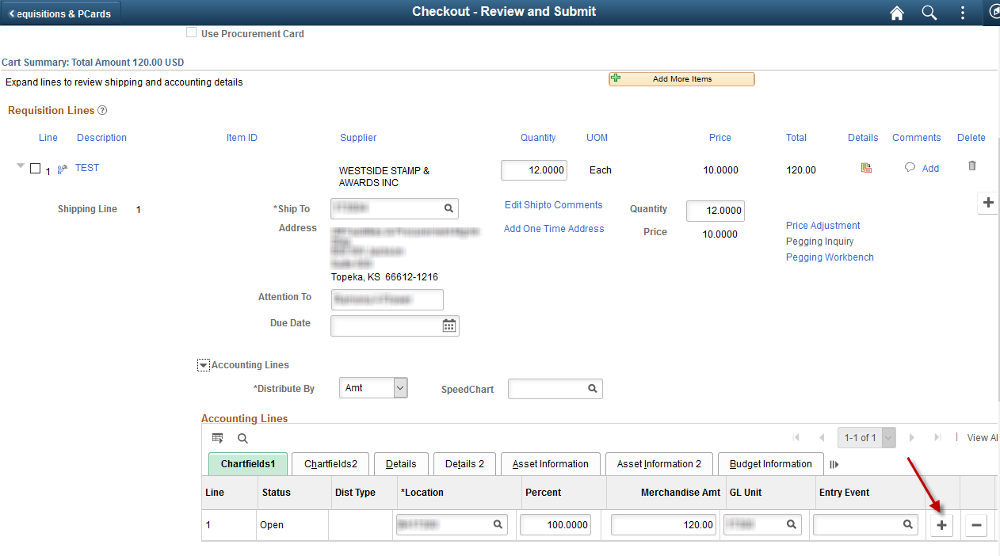 equisitions & PCards
Checkout - Review and Submit
Use Procurement Card
Cart Summary: Total Amount 120.00 USD
Expand lines to review shipping and accounting details
Add More Items
Requisition Lines
Line Description Item ID Supplier Quantity UOM Price Total Details Comments Delete
1 TEST WESTSIDE STAMP & AWARDS INC 12.0000 Each 10.0000 120.00 Add
Shipping Line 1 *Ship To Edit Shipto Comments Quantity 12.0000
Address Add One Time Address Price 10.0000 Price Adjustment
Pegging Inquiry
Pegging Workbench
Topeka, KS 66612-1216
Attention To
Due Date
Accounting Lines
*Distribute By Amt SpeedChart
Accounting Lines
1-1 of 1 View Al
Chartfields1 Chartfields2 Details Details 2 Asset Information Asset Information 2 Budget Information
Line Status Dist Type *Location Percent Merchandise Amt GL Unit Entry Event
1 Open 100.0000 120.00